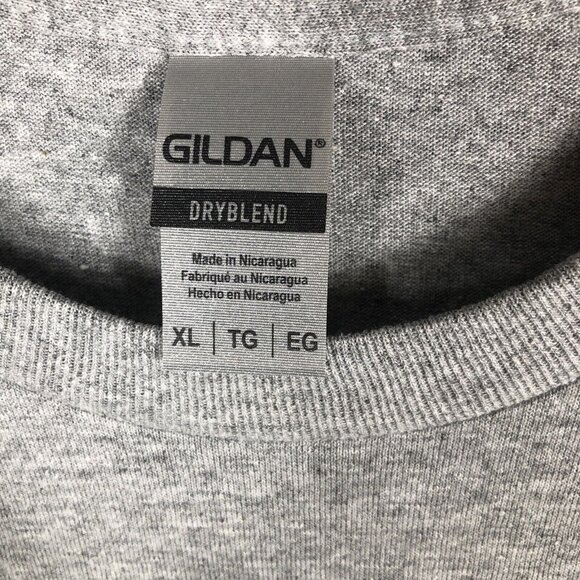 GILDAN®
DRYBLEND
Made in Nicaragua
Fabriqué au Nicaragua
Hecho en Nicaragua
XL | TG | EG